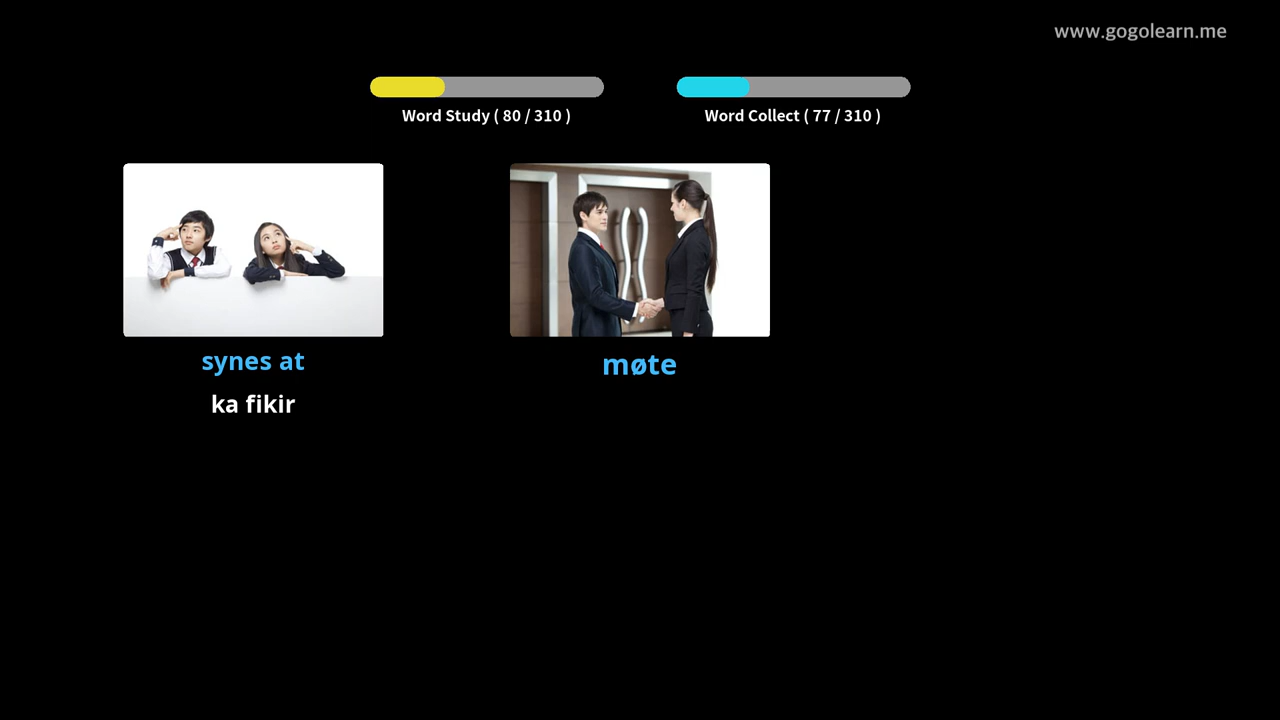 www.gogolearn.me
Word Study ( 80 / 310 )
Word Collect ( 77 / 310 )
synes at
ka fikir
møte